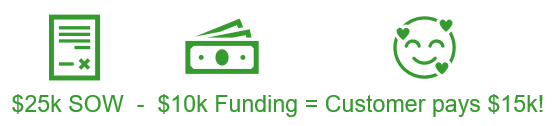 $25k SOW - $10k Funding = Customer pays $15k!